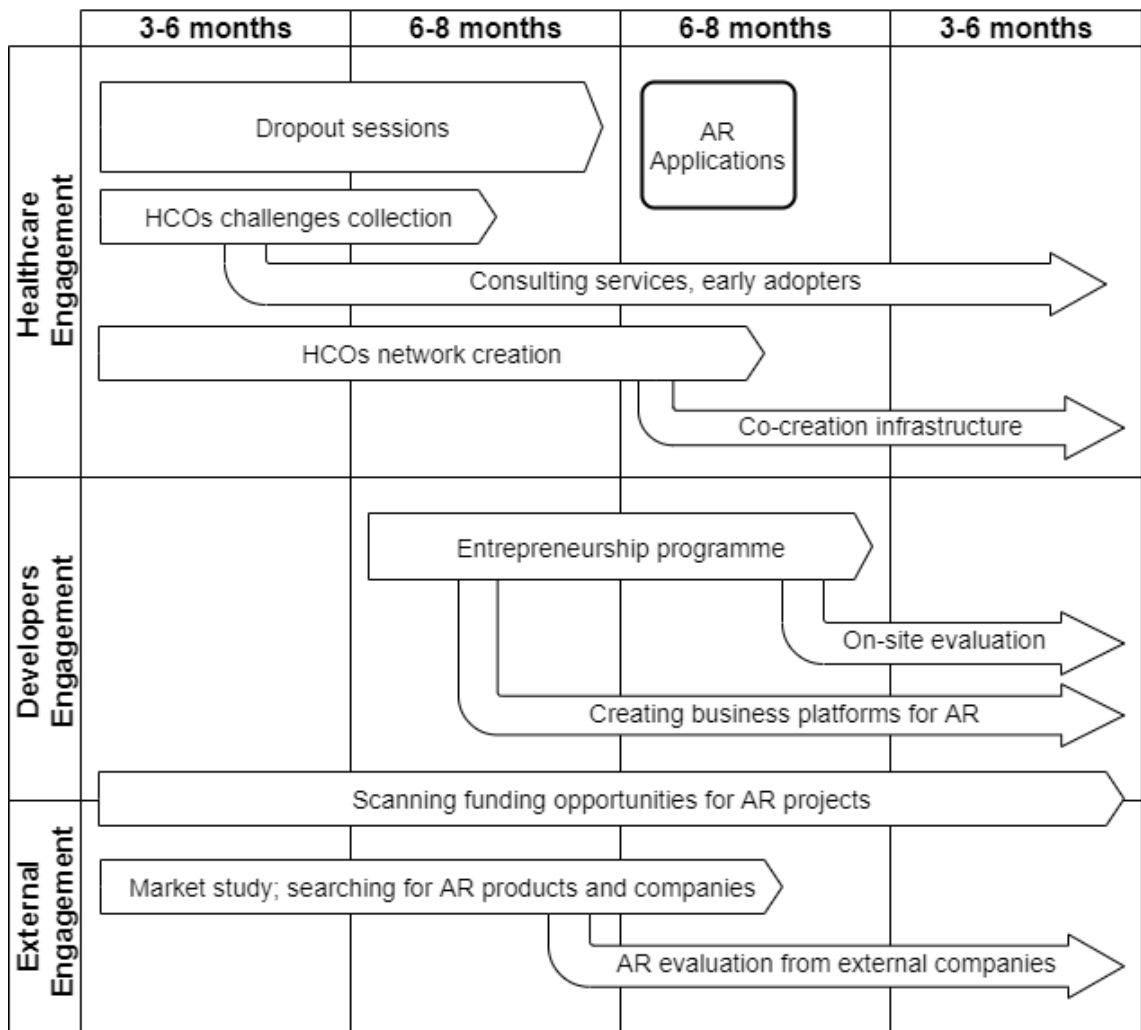 3-6 months
6-8 months
6-8 months
3-6 months
Healthcare
Engagement
Dropout sessions
AR
Applications
HCOs challenges collection
Consulting services, early adopters
HCOs network creation
Co-creation infrastructure
Developers
Engagement
Entrepreneurship programme
On-site evaluation
Creating business platforms for AR
Scanning funding opportunities for AR projects
External
Engagement
Market study; searching for AR products and companies
AR evaluation from external companies